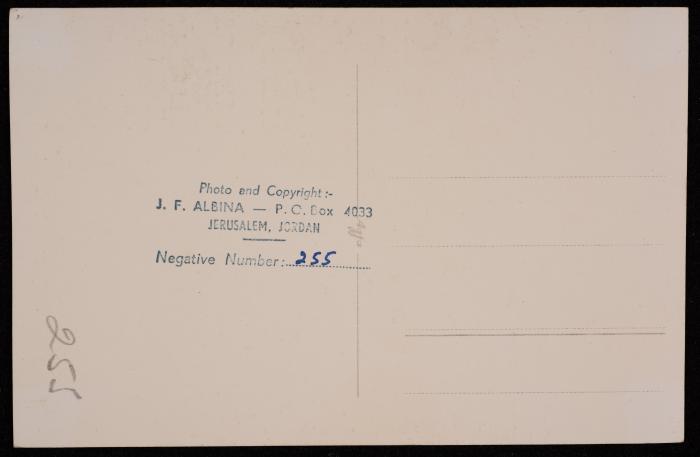 Photo and Copyright:-
J. F. ALBINA — P. O. Box 4033
JERUSALEM, JORDAN
Negative Number: 255
255